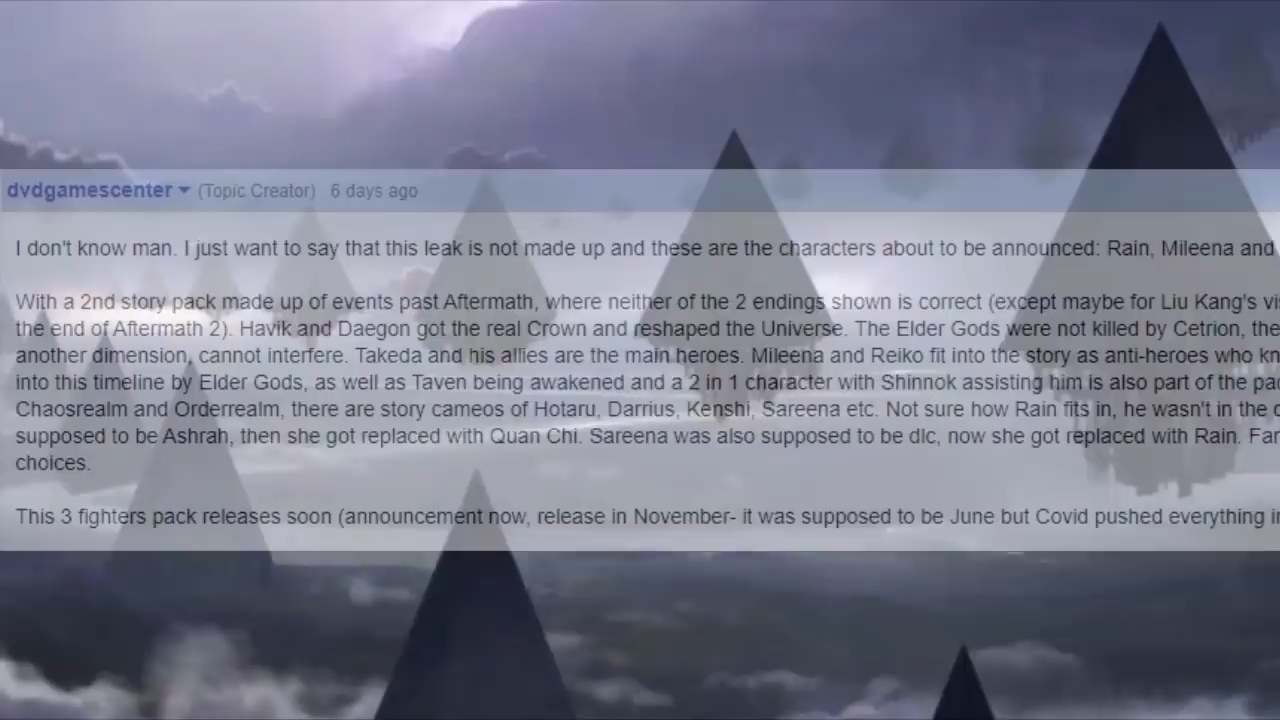 dvdgamescenter (Topic Creator) 6 days ago
I don't know man. I just want to say that this leak is not made up and these are the characters about to be announced: Rain, Mileena and
With a 2nd story pack made up of events past Aftermath, where neither of the 2 endings shown is correct (except maybe for Liu Kang's vi
the end of Aftermath 2). Havik and Daegon got the real Crown and reshaped the Universe. The Elder Gods were not killed by Cetrion, the
another dimension, cannot interfere. Takeda and his allies are the main heroes. Mileena and Reiko fit into the story as anti-heroes who kn
into this timeline by Elder Gods, as well as Taven being awakened and a 2 in 1 character with Shinnok assisting him is also part of the pa
Chaosrealm and Orderrealm, there are story cameos of Hotaru, Darrius, Kenshi, Sareena etc. Not sure how Rain fits in, he wasn't in the
supposed to be Ashrah, then she got replaced with Quan Chi. Sareena was also supposed to be dlc, now she got replaced with Rain. Fan
choices.
This 3 fighters pack releases soon (announcement now, release in November- it was supposed to be June but Covid pushed everything in